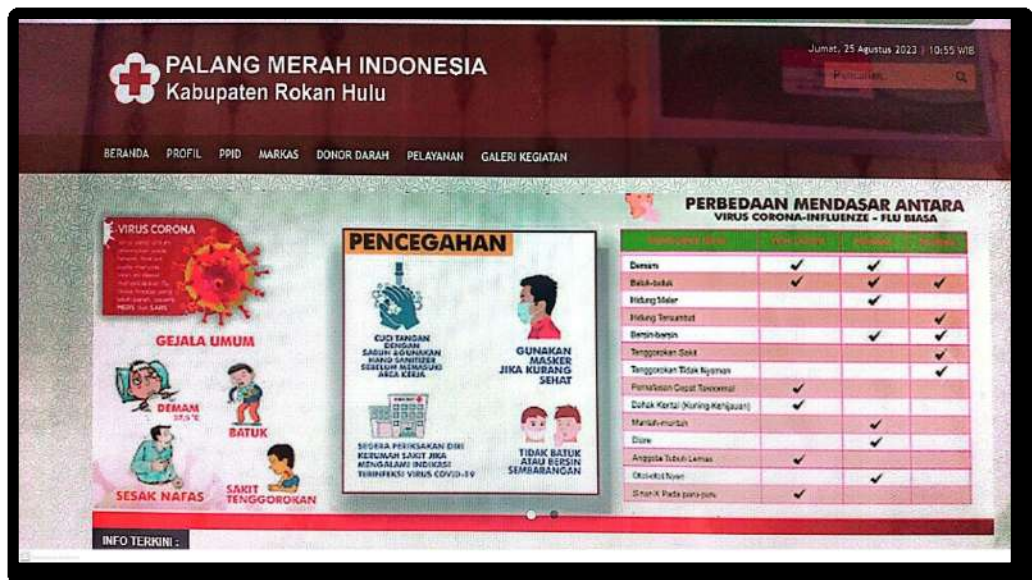 PALANG MERAH INDONESIA
Kabupaten Rokan Hulu
Jumat, 25 Agustus 2023 | 10:55 WIB
Pencarian..
BERANDA PROFIL PPID MARKAS DONOR DARAH PELAYANAN GALERI KEGIATAN
VIRUS CORONA
MERS dan SARS
GEJALA UMUM
DEMAM
BATUK
SESAK NAFAS
SAKIT
TENGGOROKAN
PENCEGAHAN
CUCI TANGAN
DENGAN
SABUN &GUNAKAN
HAND SANITIZER
SEBELUM MEMASUKI
AREA KERJA
GUNAKAN
MASKER
JIKA KURANG
SEHAT
SEGERA PERIKSAKAN DIRI
KERUMAH SAKIT JIKA
MENGALAMI INDIKASI
TERINFEKSI VIRUS COVID-19
TIDAK BATUK
ATAU BERSIN
SEMBARANGAN
PERBEDAAN MENDASAR ANTARA
VIRUS CORONA-INFLUENZE - FLU BIASA
Demam ✓ ✓
Batuk-batuk ✓ ✓ ✓
Hidung Meler ✓
Hidung Tersumbat ✓
Bersin-bersin ✓ ✓
Tenggorokan Sakit ✓
Tenggorokan Tidak Nyaman ✓
Pernafasan Cepat ✓
Dahak Kental (Kuning Kehijauan) ✓
Muntah-muntah ✓
Diare ✓
Anggota Tubuh Lemas ✓
Otot-otot Nyeri ✓
Sinar-X Pada paru-paru ✓
INFO TERKINI :